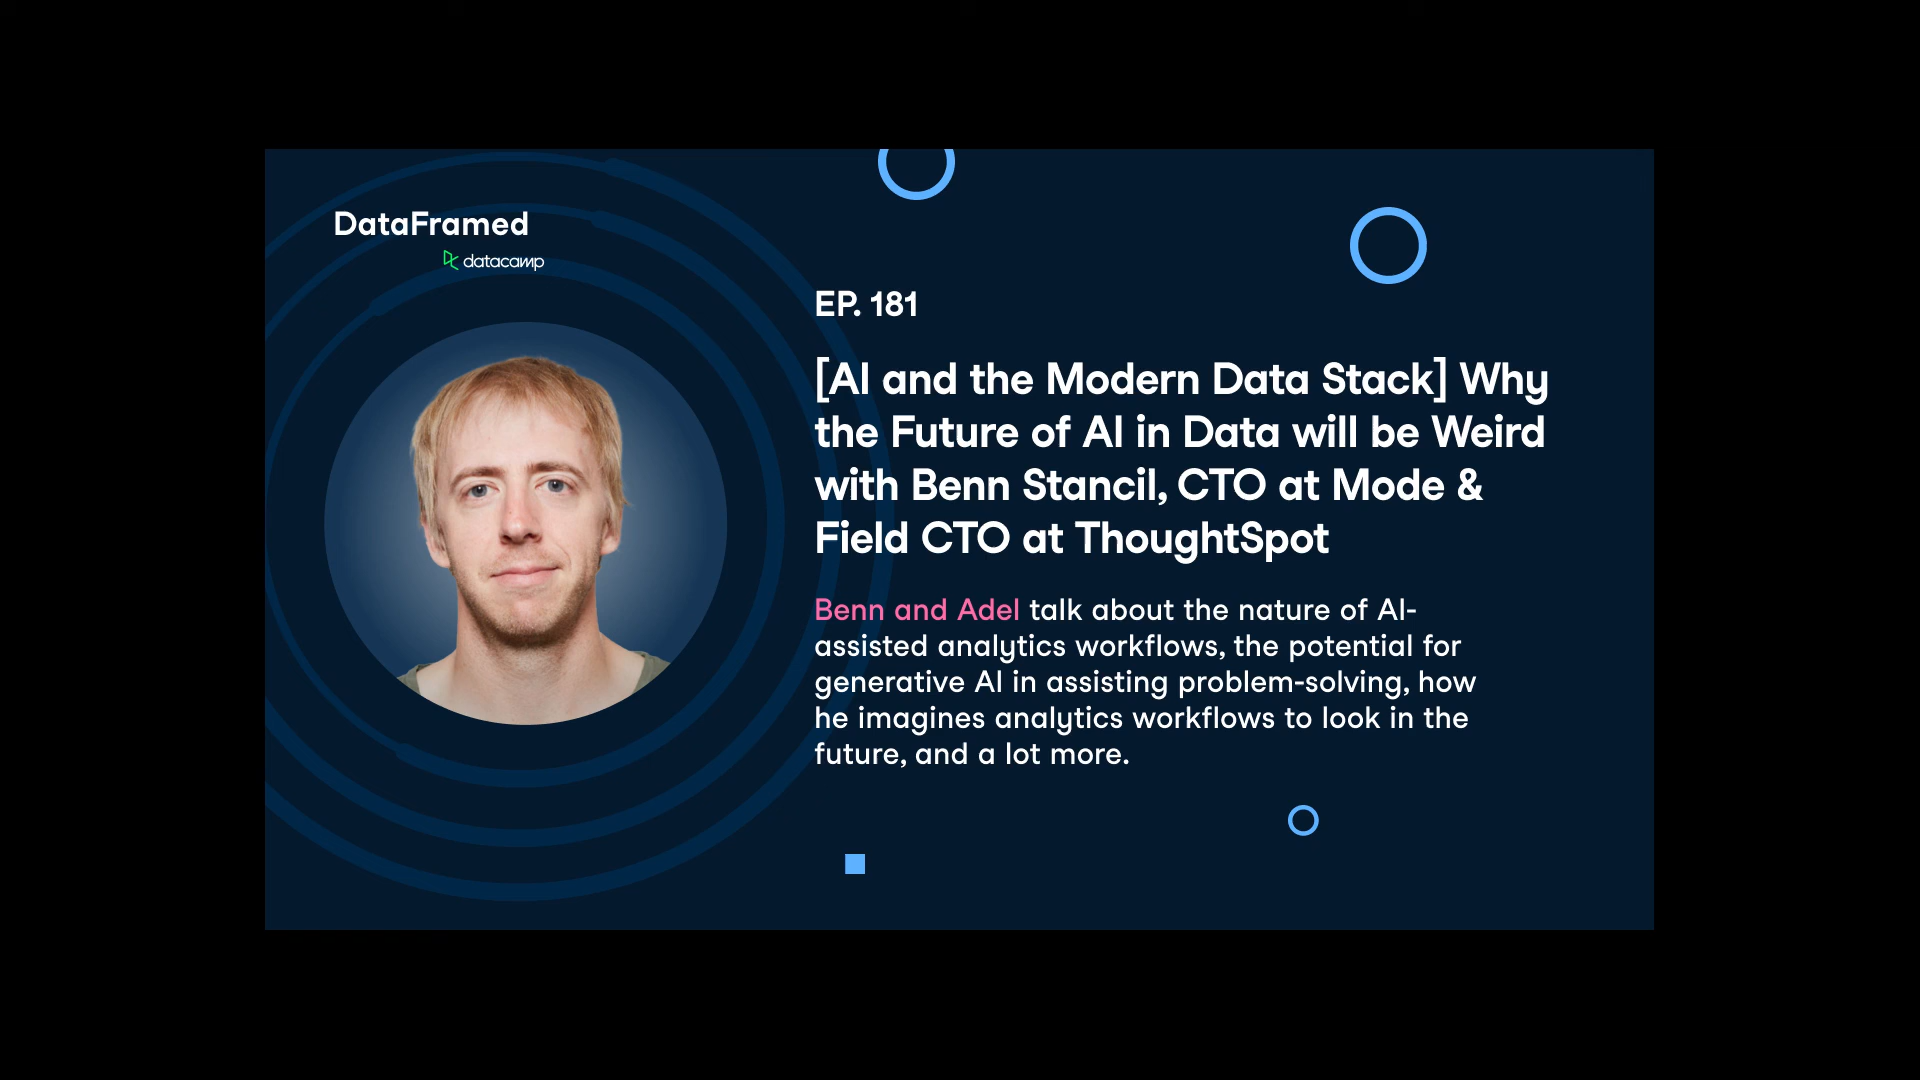 DataFramed
datacamp
EP. 181
[AI and the Modern Data Stack] Why
the Future of AI in Data will be Weird
with Benn Stancil, CTO at Mode &
Field CTO at ThoughtSpot
Benn and Adel talk about the nature of AI-
assisted analytics workflows, the potential for
generative AI in assisting problem-solving, how
he imagines analytics workflows to look in the
future, and a lot more.